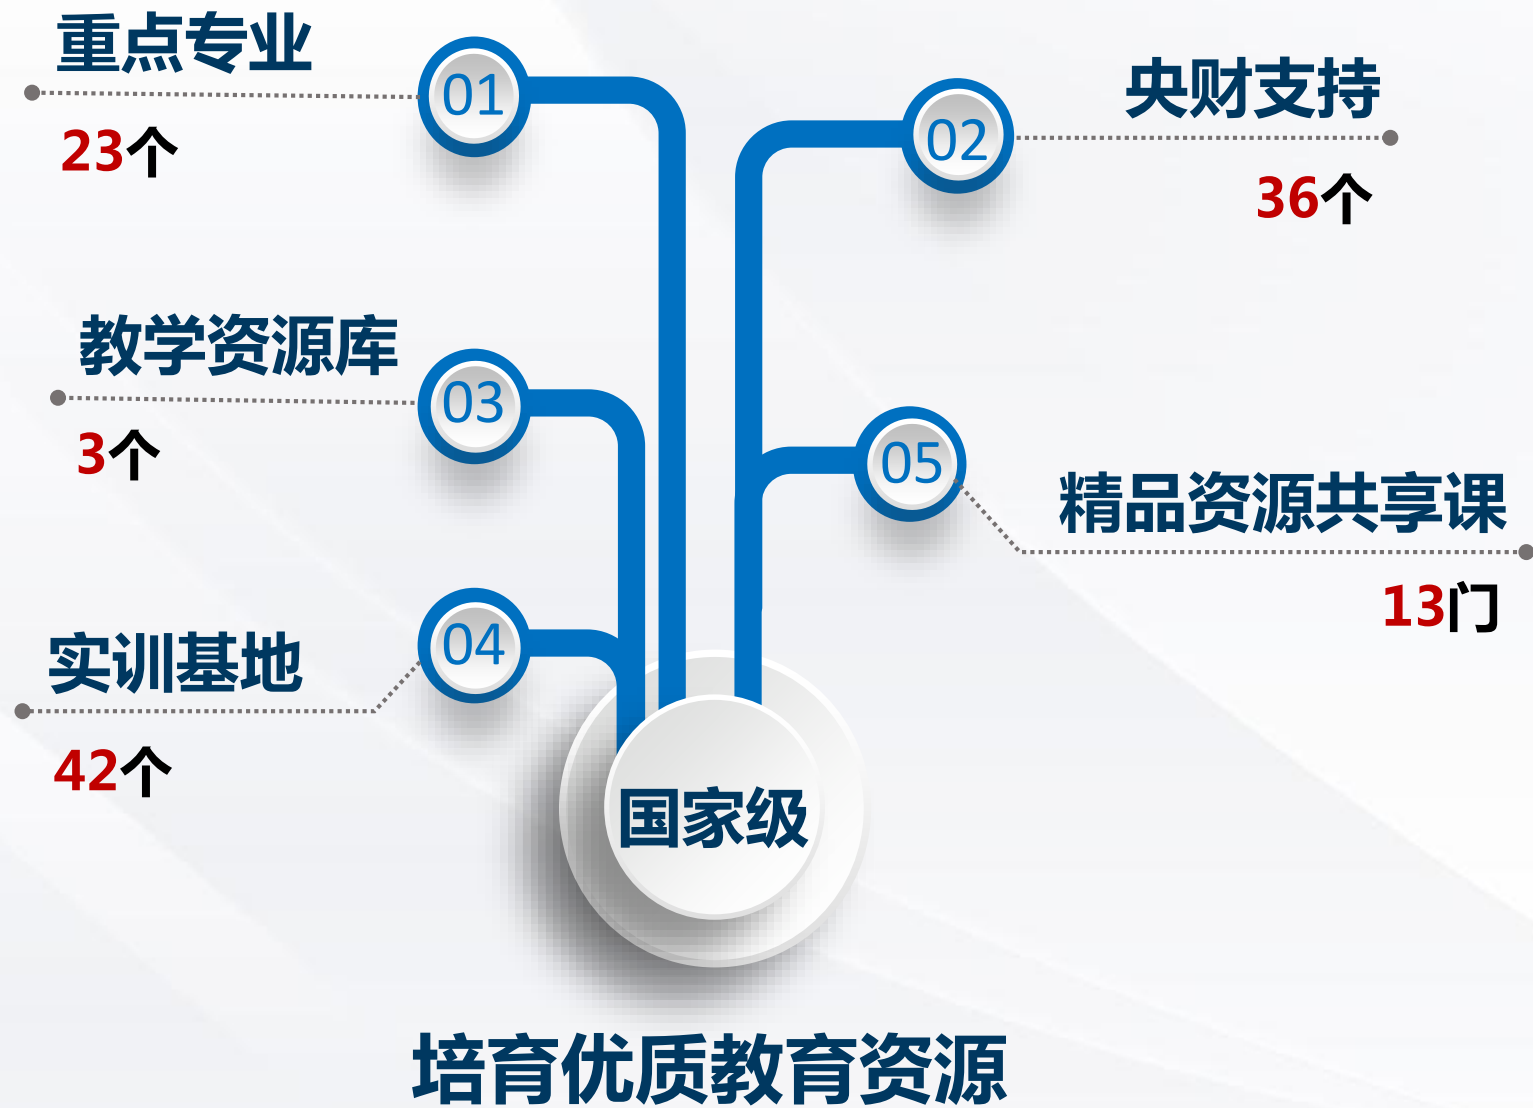 重点专业
01
23个
央财支持
02
36个
教学资源库
03
3个
实训基地
04
42个
05
精品资源共享课
13门
国家级
培育优质教育资源